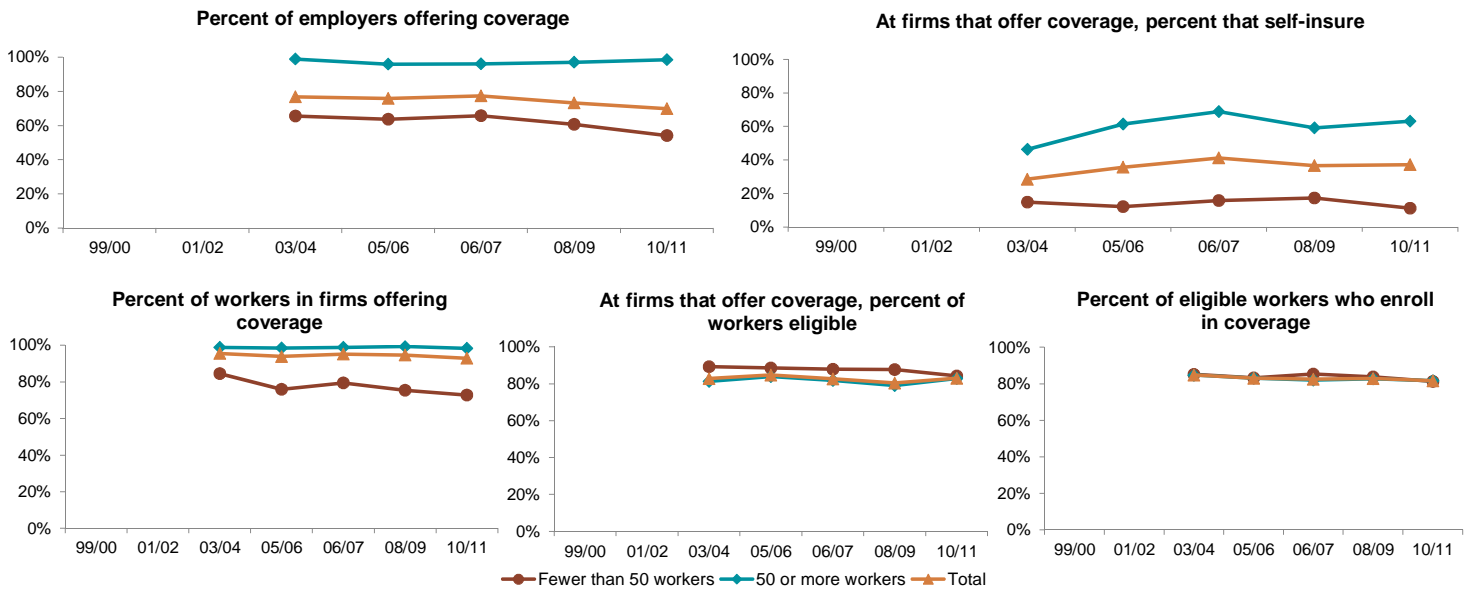 Percent of employers offering coverage
100%
80%
60%
40%
20%
0%
99/00 01/02 03/04 05/06 06/07 08/09 10/11
At firms that offer coverage, percent that self-insure
100%
80%
60%
40%
20%
0%
99/00 01/02 03/04 05/06 06/07 08/09 10/11
Percent of workers in firms offering
coverage
100%
80%
60%
40%
20%
0%
99/00 01/02 03/04 05/06 06/07 08/09 10/11
At firms that offer coverage, percent of
workers eligible
100%
80%
60%
40%
20%
0%
99/00 01/02 03/04 05/06 06/07 08/09 10/11
Percent of eligible workers who enroll
in coverage
100%
80%
60%
40%
20%
0%
99/00 01/02 03/04 05/06 06/07 08/09 10/11
Fewer than 50 workers 50 or more workers Total